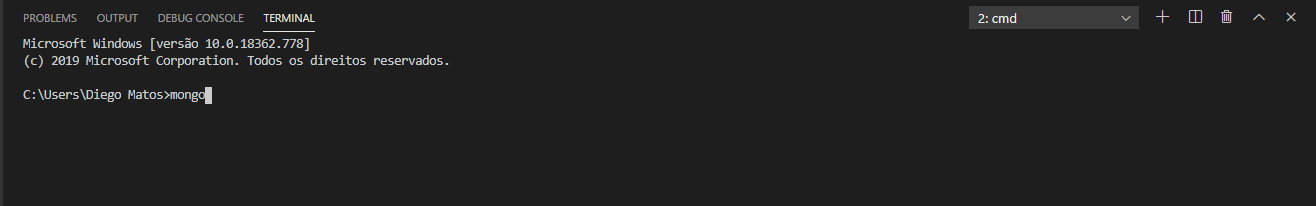 PROBLEMS OUTPUT DEBUG CONSOLE TERMINAL 2: cmd
Microsoft Windows [versão 10.0.18362.778]
(c) 2019 Microsoft Corporation. Todos os direitos reservados.
C:\Users\Diego Matos>mongo